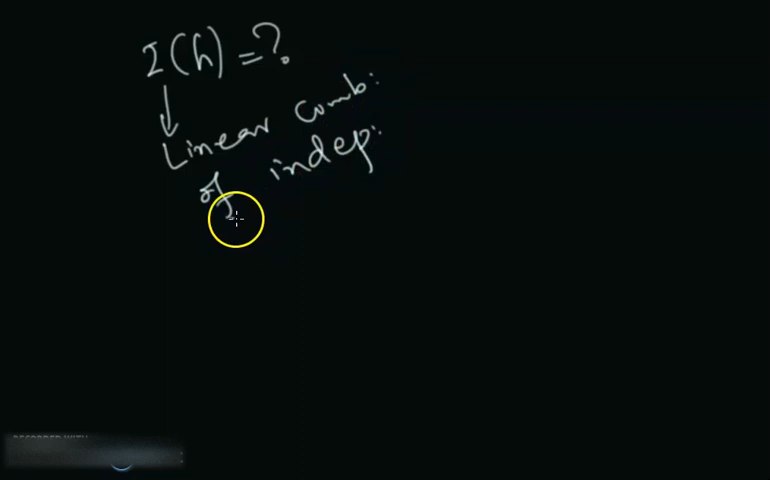 I(h) = ?
↓
Linear comb:
of indep: